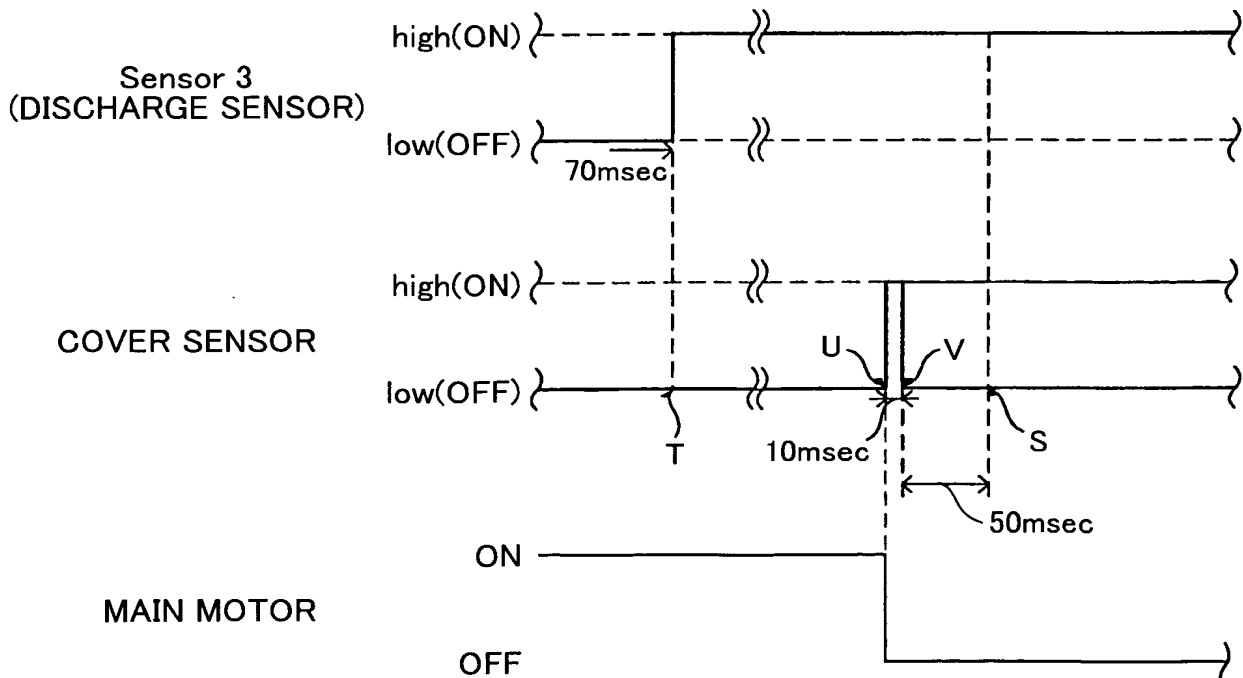 high(ON)
Sensor 3
(DISCHARGE SENSOR)
low(OFF)
70msec
high(ON)
COVER SENSOR
U
V
low(OFF)
T
10msec
S
50msec
ON
MAIN MOTOR
OFF